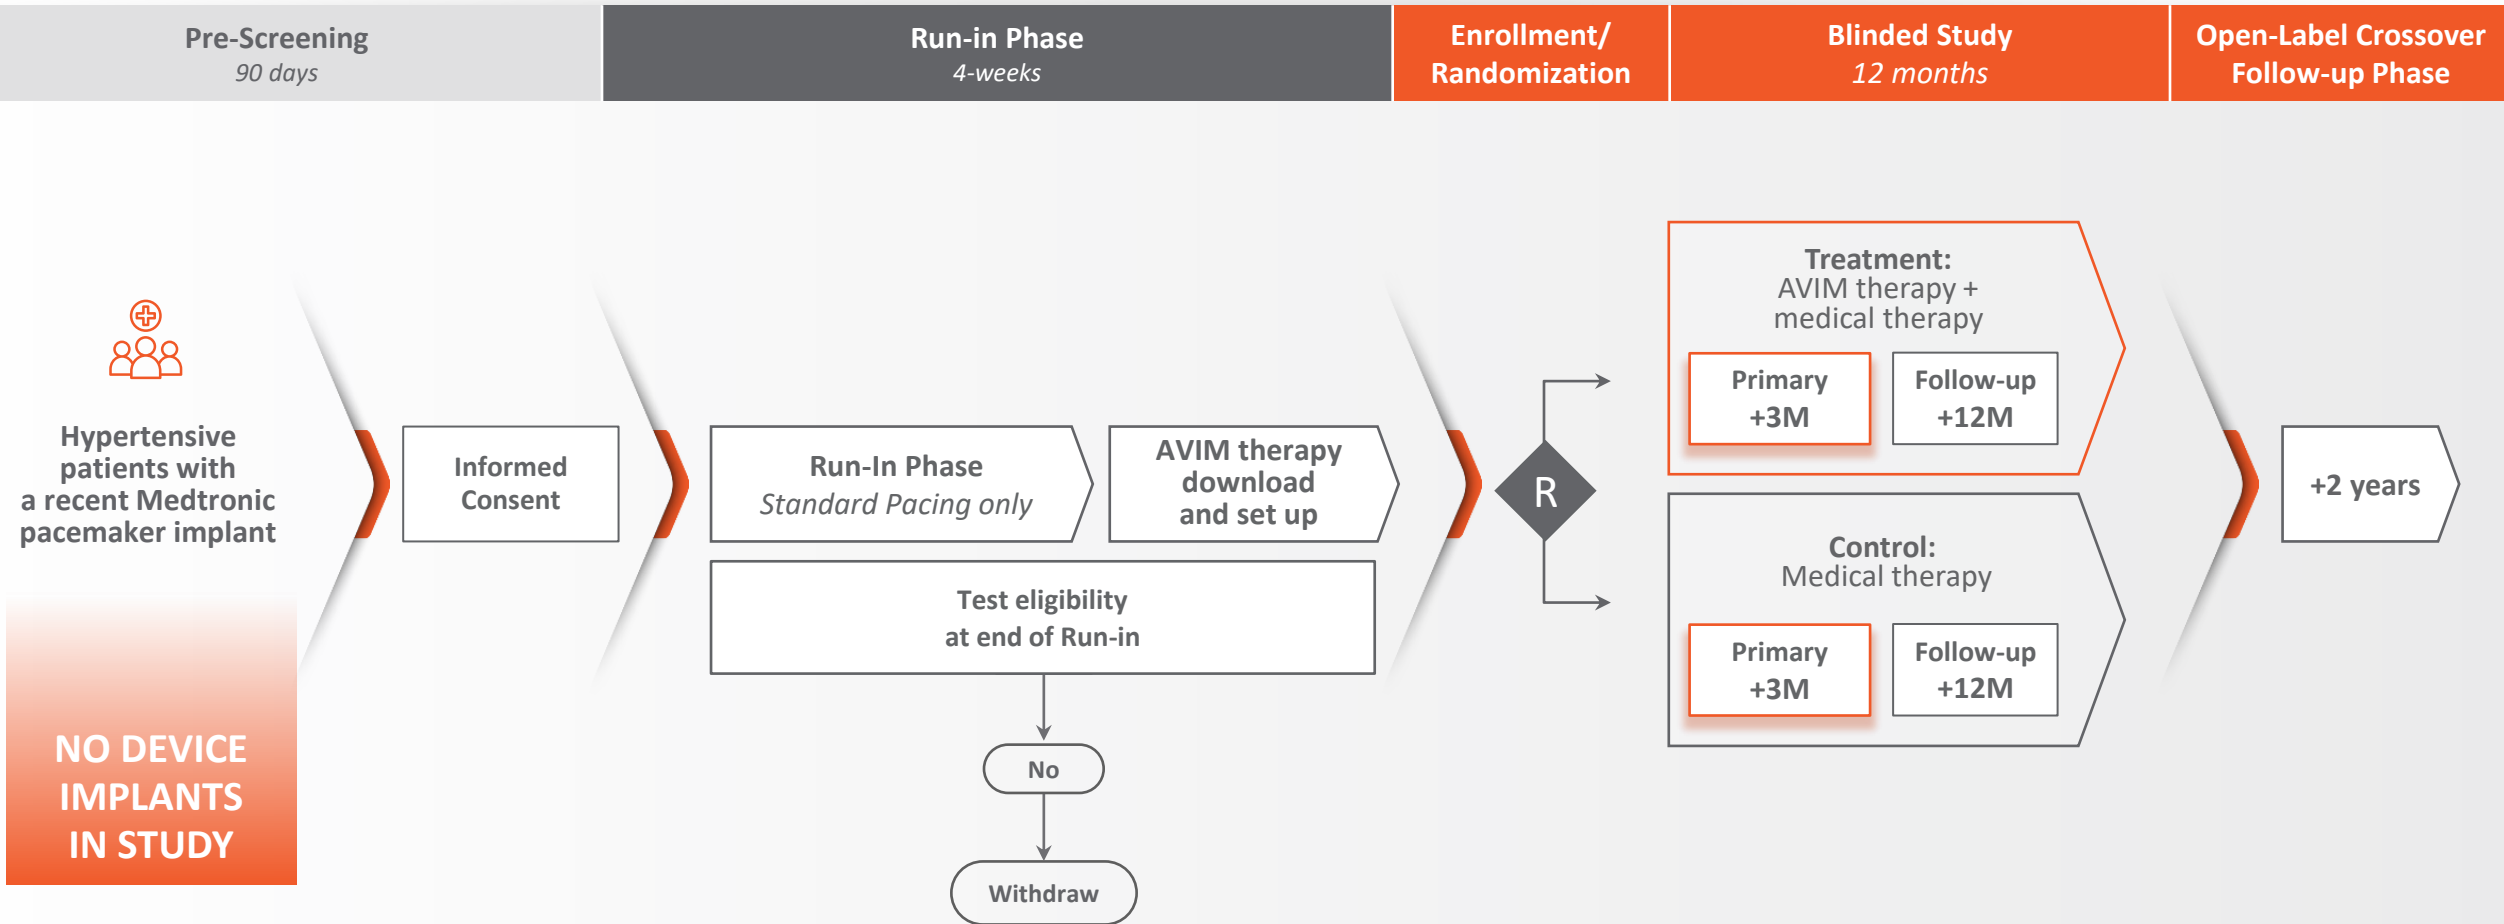 Pre-Screening
90 days
Run-in Phase
4-weeks
Enrollment/
Randomization
Blinded Study
12 months
Open-Label Crossover
Follow-up Phase
Hypertensive
patients with
a recent Medtronic
pacemaker implant
NO DEVICE
IMPLANTS
IN STUDY
Informed
Consent
Run-In Phase
Standard Pacing only
AVIM therapy
download
and set up
Test eligibility
at end of Run-in
No
Withdraw
R
Treatment:
AVIM therapy +
medical therapy
Primary
+3M
Follow-up
+12M
Control:
Medical therapy
Primary
+3M
Follow-up
+12M
+2 years